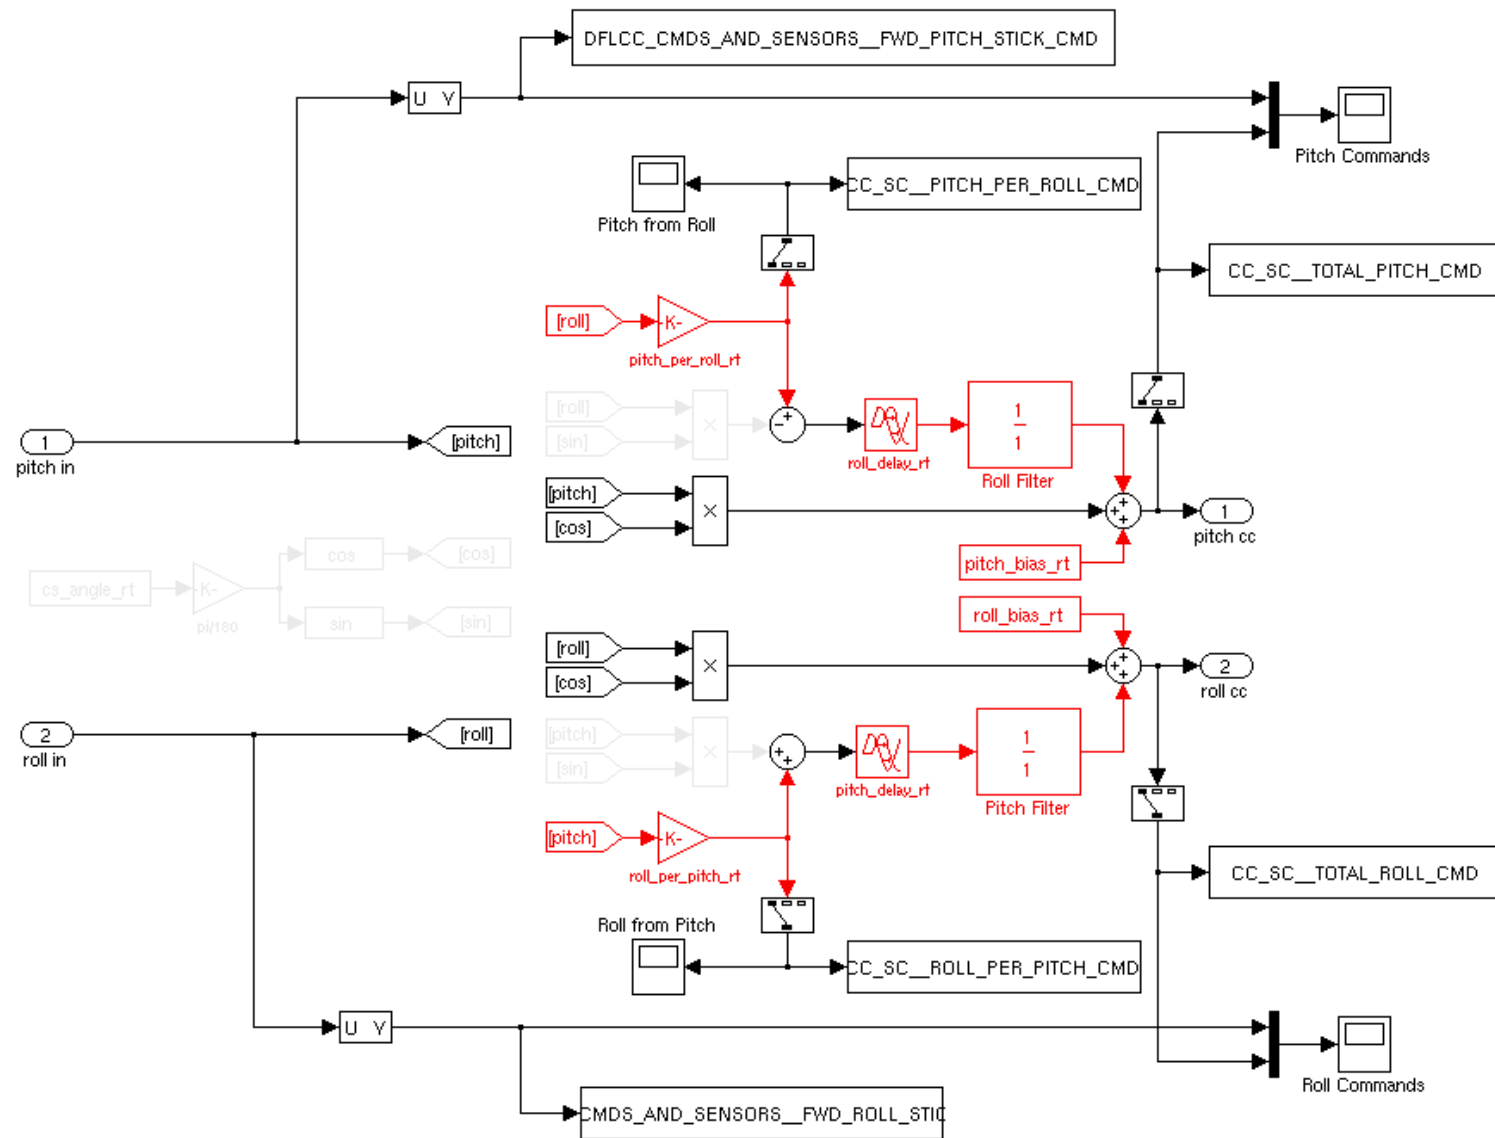 DFLCC_CMDS_AND_SENSORS__FWD_PITCH_STICK_CMD
U Y
Pitch Commands
CC_SC__PITCH_PER_ROLL_CMD
Pitch from Roll
CC_SC__TOTAL_PITCH_CMD
[roll]
-K-
pitch_per_roll_rt
[roll]
[sin]
×
roll_delay_rt
1
1
Roll Filter
1
pitch in
[pitch]
[pitch]
[cos]
×
1
pitch cc
pitch_bias_rt
cs_angle_rt
-K-
pi/180
cos
[cos]
sin
[sin]
roll_bias_rt
[roll]
[cos]
×
2
roll cc
2
roll in
[roll]
[pitch]
[sin]
×
pitch_delay_rt
1
1
Pitch Filter
[pitch]
-K-
roll_per_pitch_rt
CC_SC__TOTAL_ROLL_CMD
Roll from Pitch
CC_SC__ROLL_PER_PITCH_CMD
U Y
Roll Commands
CMDS_AND_SENSORS__FWD_ROLL_STIC